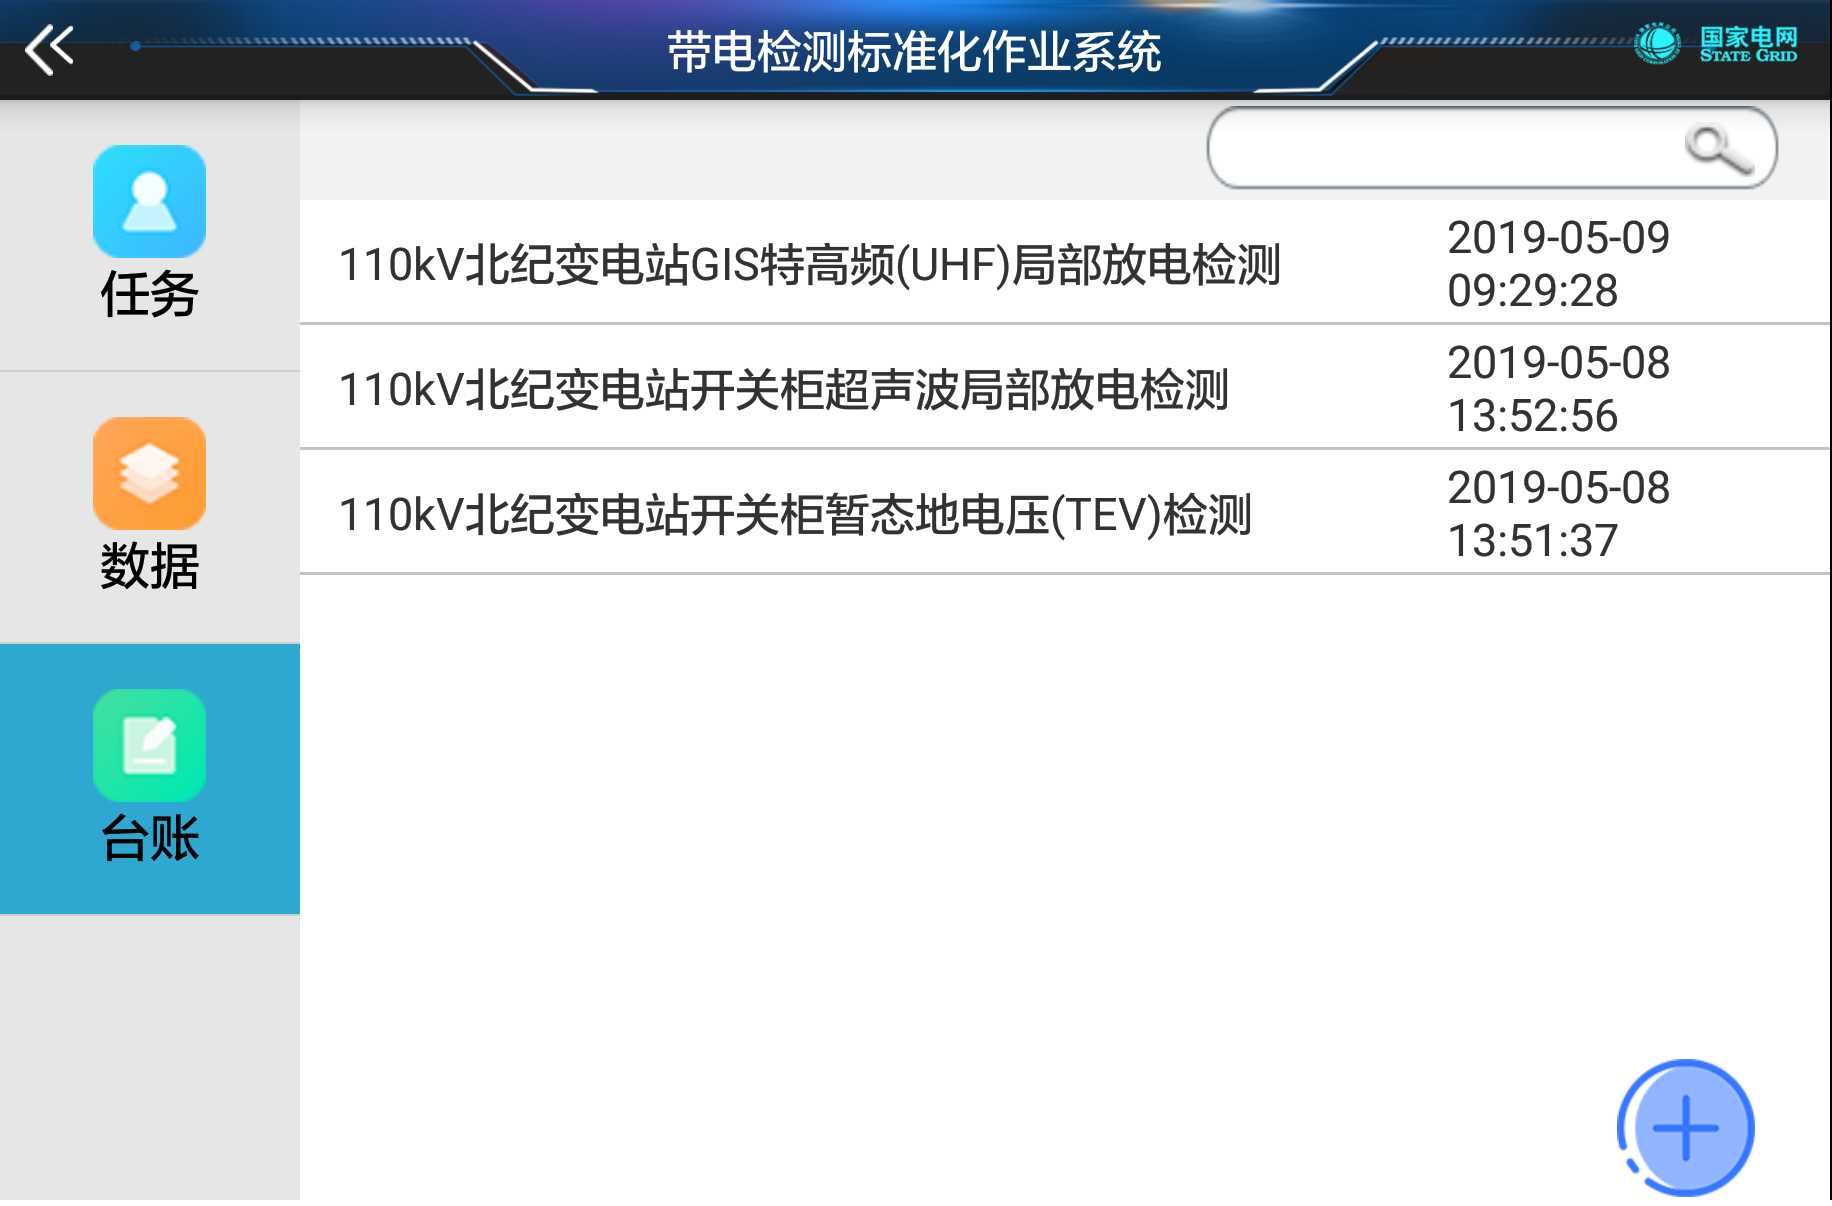 带电检测标准化作业系统
国家电网
STATE GRID
任务
数据
台账
110kV北纪变电站GIS特高频(UHF)局部放电检测
2019-05-09
09:29:28
110kV北纪变电站开关柜超声波局部放电检测
2019-05-08
13:52:56
110kV北纪变电站开关柜暂态地电压(TEV)检测
2019-05-08
13:51:37